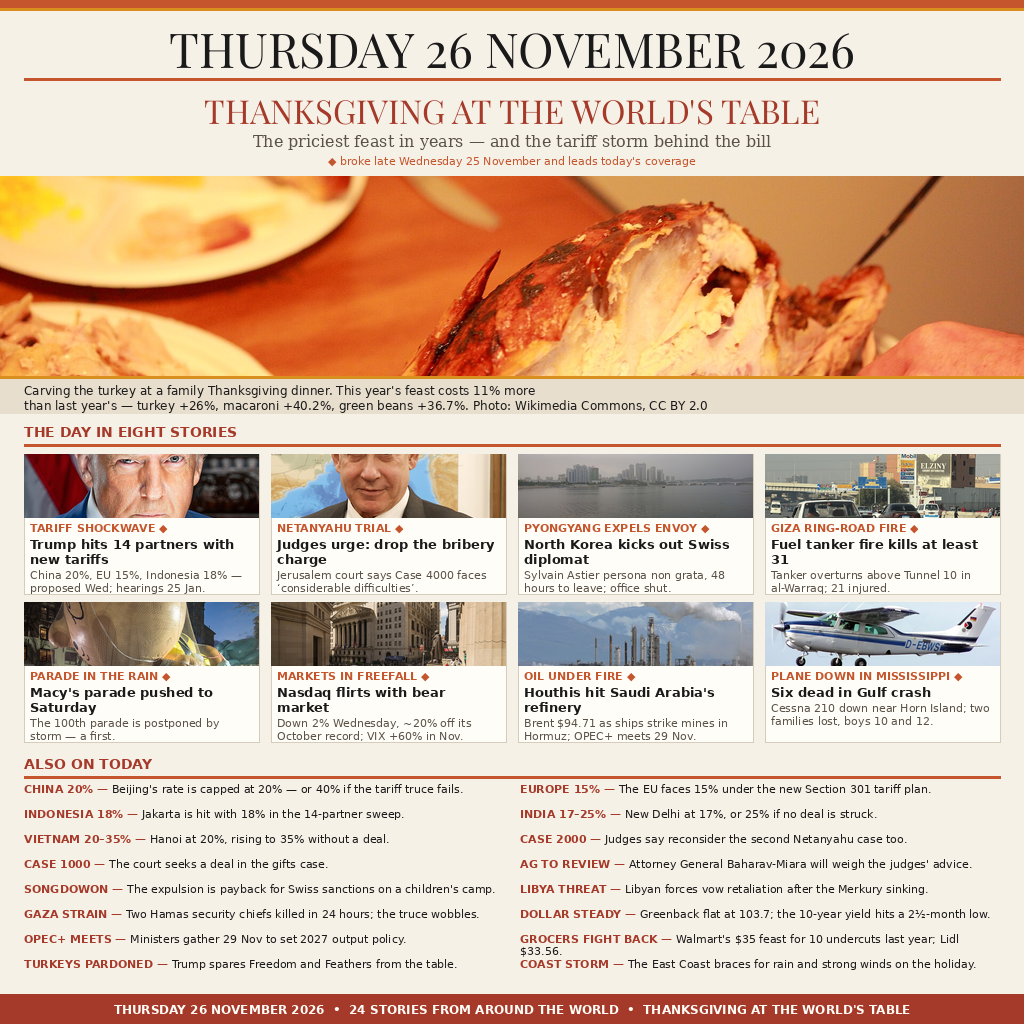 THURSDAY 26 NOVEMBER 2026
THANKSGIVING AT THE WORLD'S TABLE
The priciest feast in years — and the tariff storm behind the bill
◆ broke late Wednesday 25 November and leads today's coverage
Carving the turkey at a family Thanksgiving dinner. This year's feast costs 11% more
than last year's — turkey +26%, macaroni +40.2%, green beans +36.7%. Photo: Wikimedia Commons, CC BY 2.0
THE DAY IN EIGHT STORIES
TARIFF SHOCKWAVE ◆
Trump hits 14 partners with
new tariffs
China 20%, EU 15%, Indonesia 18% —
proposed Wed; hearings 25 Jan.
NETANYAHU TRIAL ◆
Judges urge: drop the bribery
charge
Jerusalem court says Case 4000 faces
‘considerable difficulties’.
PYONGYANG EXPELS ENVOY ◆
North Korea kicks out Swiss
diplomat
Sylvain Astier persona non grata, 48
hours to leave; office shut.
Mobil
ELZINY
GIZA RING-ROAD FIRE ◆
Fuel tanker fire kills at least
31
Tanker overturns above Tunnel 10 in
al-Warraq; 21 injured.
PARADE IN THE RAIN ◆
Macy's parade pushed to
Saturday
The 100th parade is postponed by
storm — a first.
MARKETS IN FREEFALL ◆
Nasdaq flirts with bear
market
Down 2% Wednesday, ~20% off its
October record; VIX +60% in Nov.
OIL UNDER FIRE ◆
Houthis hit Saudi Arabia's
refinery
Brent $94.71 as ships strike mines in
Hormuz; OPEC+ meets 29 Nov.
D-EBWS
PLANE DOWN IN MISSISSIPPI ◆
Six dead in Gulf crash
Cessna 210 down near Horn Island; two
families lost, boys 10 and 12.
ALSO ON TODAY
CHINA 20% — Beijing's rate is capped at 20% — or 40% if the tariff truce fails.
EUROPE 15% — The EU faces 15% under the new Section 301 tariff plan.
INDONESIA 18% — Jakarta is hit with 18% in the 14-partner sweep.
INDIA 17–25% — New Delhi at 17%, or 25% if no deal is struck.
VIETNAM 20–35% — Hanoi at 20%, rising to 35% without a deal.
CASE 2000 — Judges say reconsider the second Netanyahu case too.
CASE 1000 — The court seeks a deal in the gifts case.
AG TO REVIEW — Attorney General Baharav-Miara will weigh the judges' advice.
SONGDOWON — The expulsion is payback for Swiss sanctions on a children's camp.
LIBYA THREAT — Libyan forces vow retaliation after the Merkury sinking.
GAZA STRAIN — Two Hamas security chiefs killed in 24 hours; the truce wobbles.
DOLLAR STEADY — Greenback flat at 103.7; the 10-year yield hits a 2½-month low.
OPEC+ MEETS — Ministers gather 29 Nov to set 2027 output policy.
GROCERS FIGHT BACK — Walmart's $35 feast for 10 undercuts last year; Lidl
$33.56.
TURKEYS PARDONED — Trump spares Freedom and Feathers from the table.
COAST STORM — The East Coast braces for rain and strong winds on the holiday.
THURSDAY 26 NOVEMBER 2026 • 24 STORIES FROM AROUND THE WORLD • THANKSGIVING AT THE WORLD'S TABLE